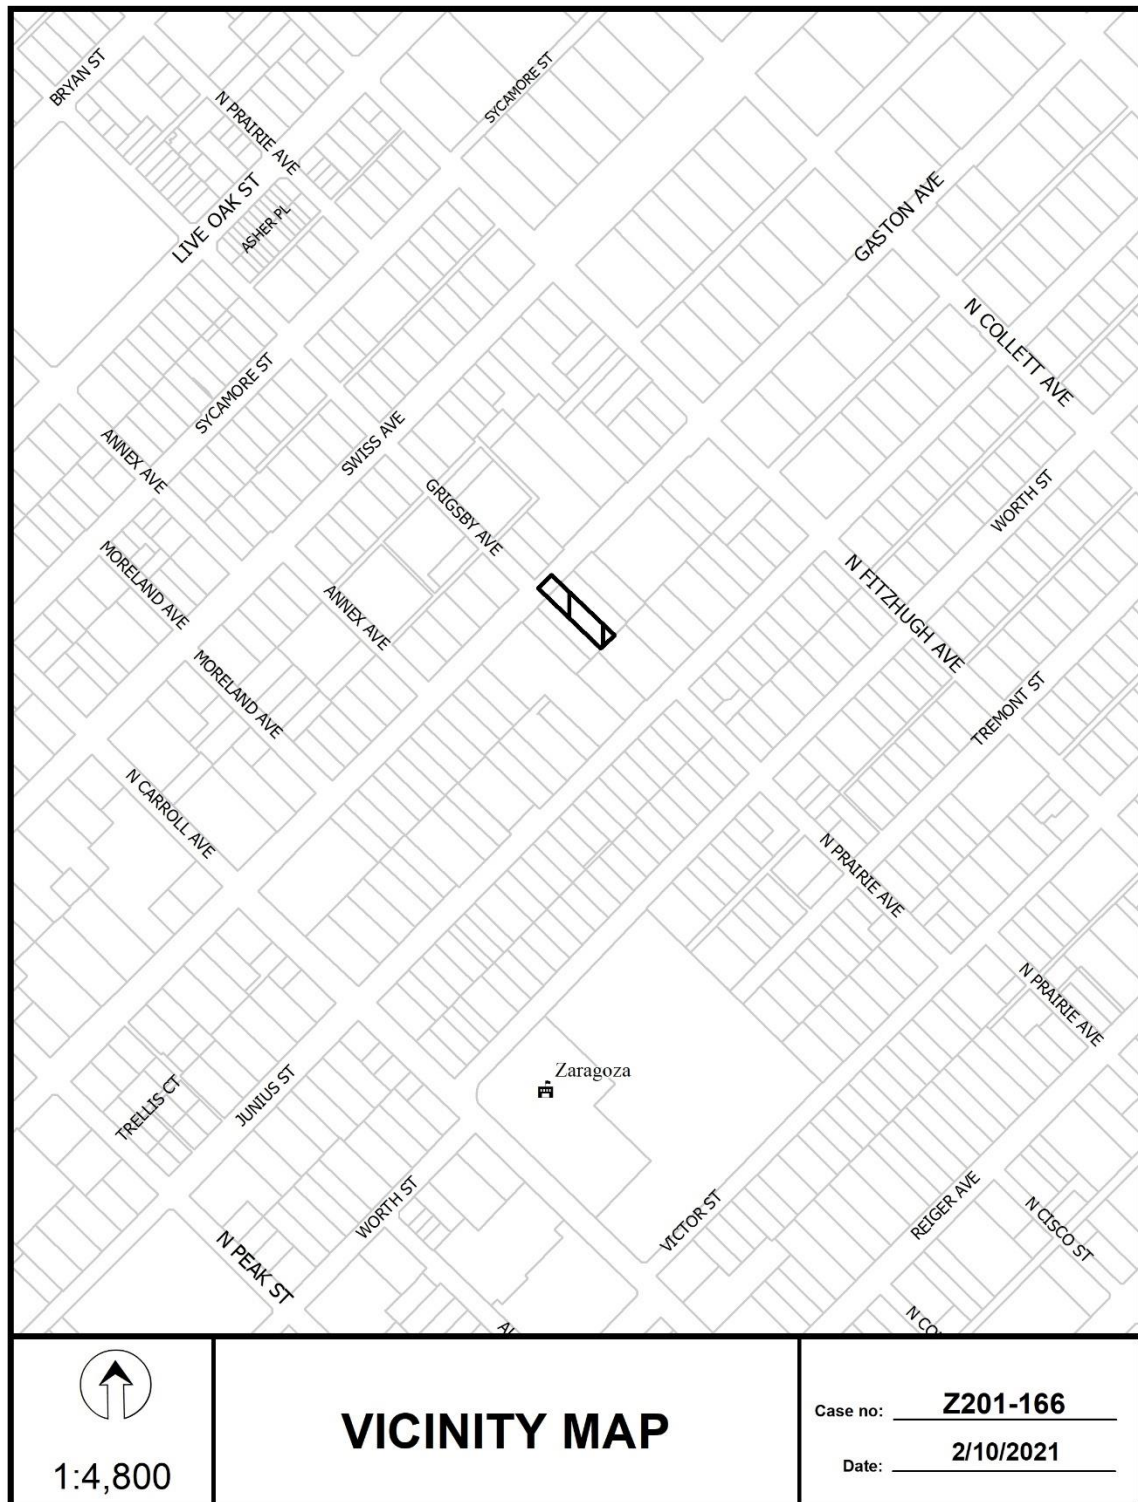 BRYAN ST
N PRAIRIE AVE
SYCAMORE ST
LIVE OAK ST
ASHER PL
GASTON AVE
N COLLETT AVE
SYCAMORE ST
SWISS AVE
ANNEX AVE
GRIGSBY AVE
WORTH ST
MORELAND AVE
ANNEX AVE
N FITZHUGH AVE
MORELAND AVE
TREMONT ST
N CARROLL AVE
N PRAIRIE AVE
N PRAIRIE AVE
Zaragoza
TRELLIS CT
JUNIUS ST
WORTH ST
VICTOR ST
REIGER AVE
N CISCO ST
N PEAK ST
N CO
1:4,800
VICINITY MAP
Case no: Z201-166
Date: 2/10/2021